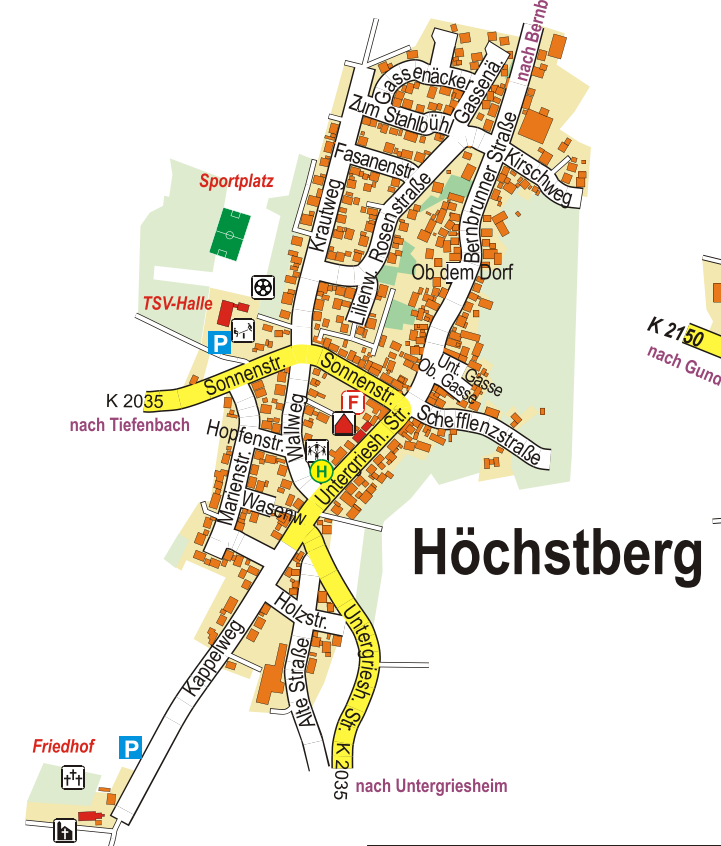 nach Bernb
Gassenäcker
Gassenä.
Zum Stahlbühl
Fasanenstr.
Kirschweg
Bernbrunner Straße
Sportplatz
Krautweg
Rosenstraße
Ob dem Dorf
Lilienw.
TSV-Halle
P
K 2150
nach Gund
Sonnenstr.
Sonnenstr.
Unt. Gasse
Ob. Gasse
K 2035
nach Tiefenbach
F
Schefflenzstraße
Hopfenstr.
Wallweg
Untergriesh. Str.
H
Marienstr.
Wasenw.
Höchstberg
Holzstr.
Kappelweg
Alte Straße
Untergriesh. Str.
K 2035
nach Untergriesheim
Friedhof
P